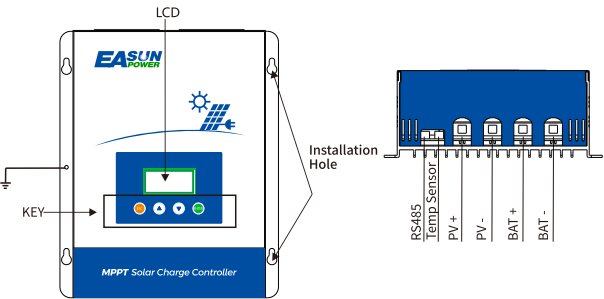 LCD
EASUN
POWER
Installation
Hole
KEY
MPPT Solar Charge Controller
RS485
Temp Sensor
PV +
PV -
BAT +
BAT -